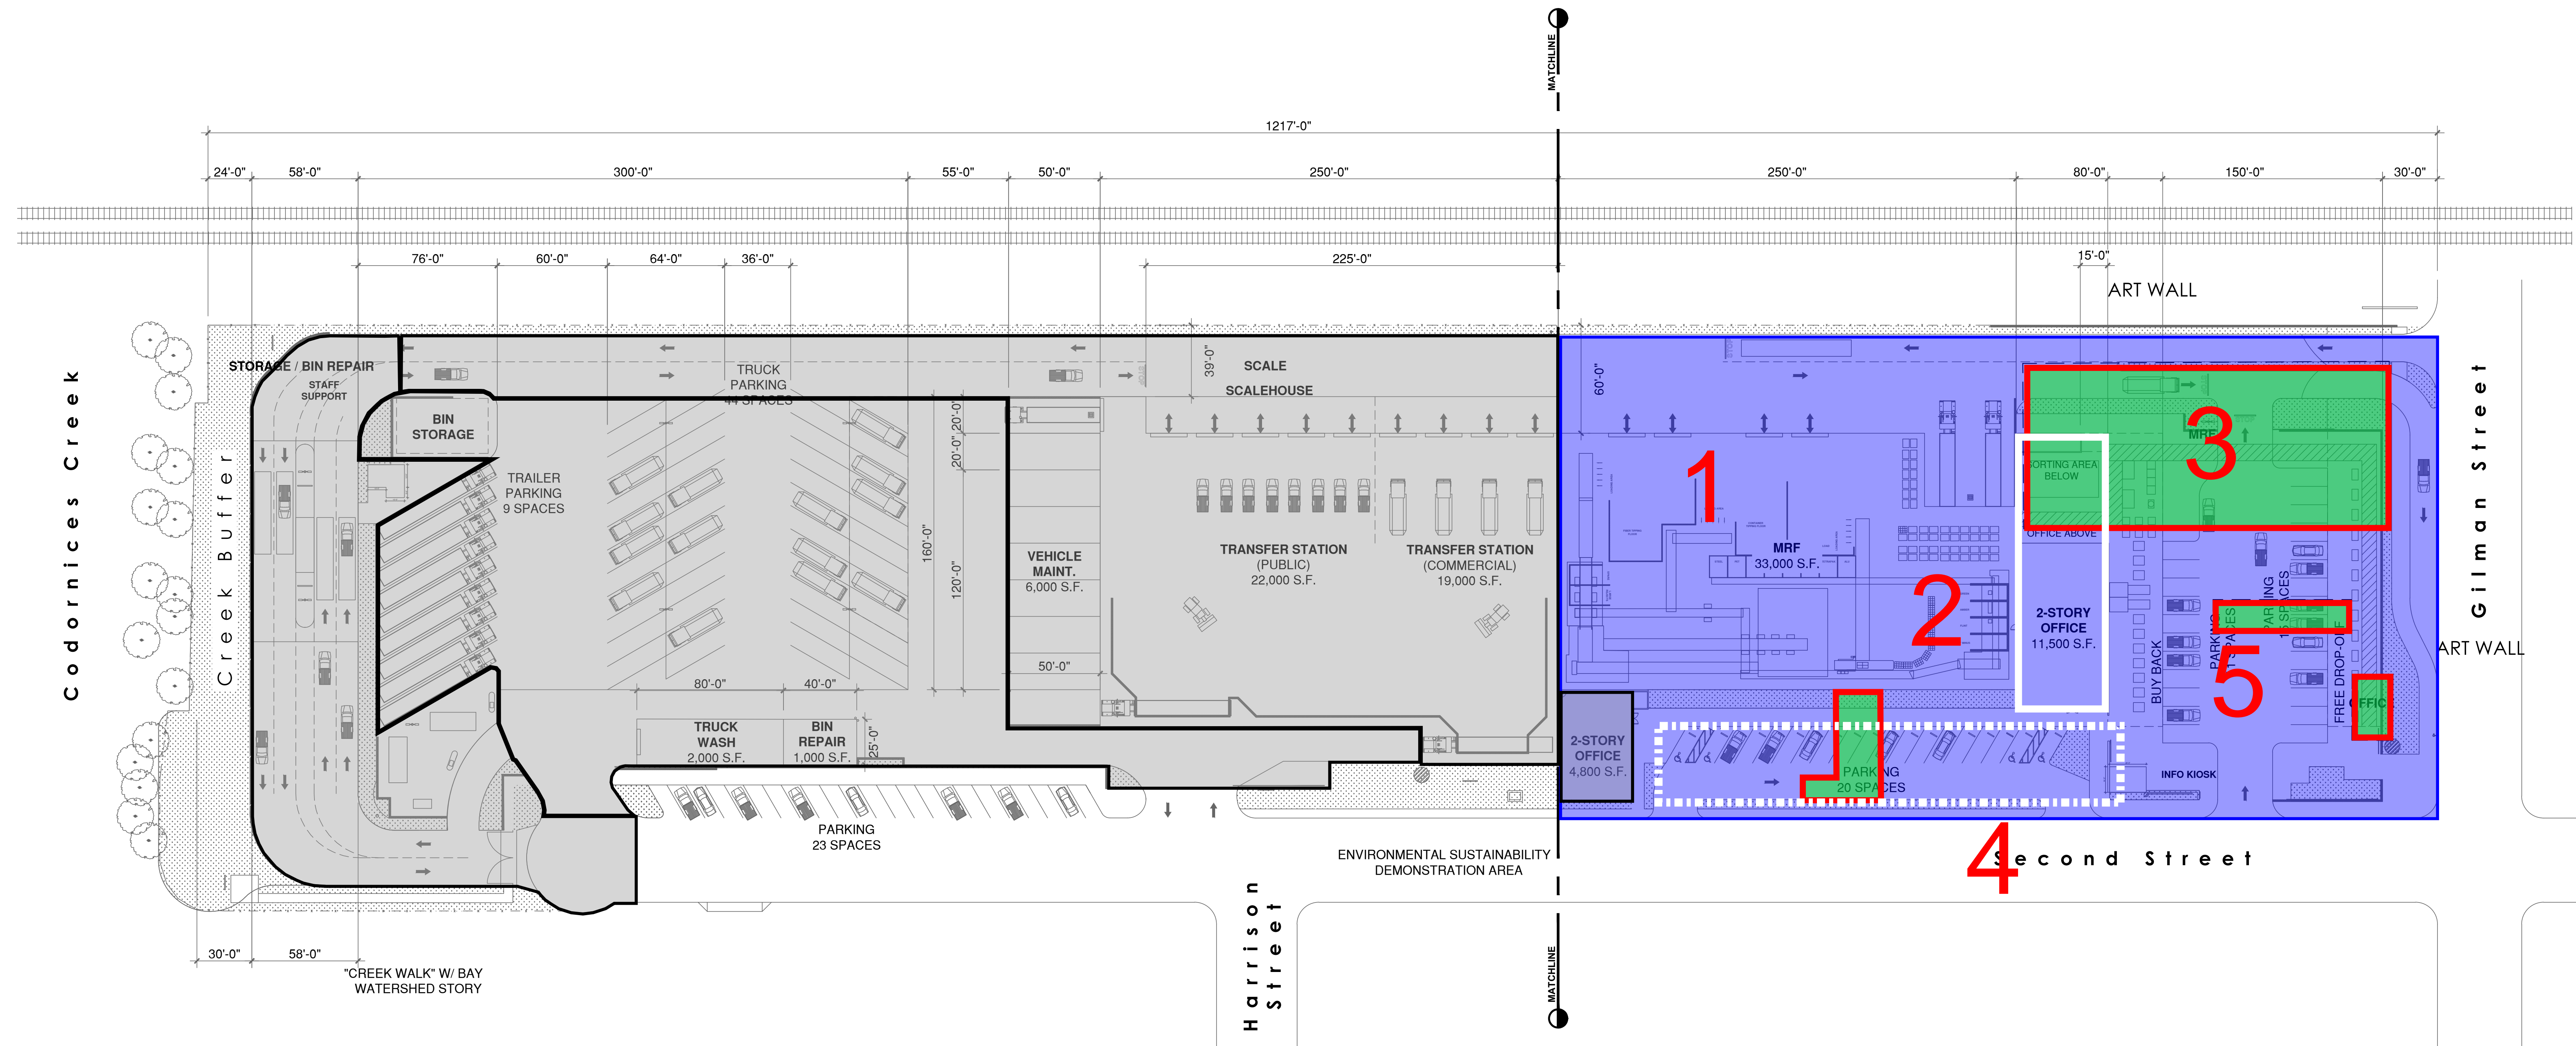 MATCHLINE
1217'-0"
24'-0"
58'-0"
300'-0"
55'-0"
50'-0"
250'-0"
250'-0"
80'-0"
150'-0"
30'-0"
76'-0"
60'-0"
64'-0"
36'-0"
225'-0"
15'-0"
ART WALL
Codornices Creek
Creek Buffer
STORAGE / BIN REPAIR
STAFF
SUPPORT
BIN
STORAGE
TRUCK
PARKING
44 SPACES
TRAILER
PARKING
9 SPACES
39'-0"
SCALE
SCALEHOUSE
20'-0"
20'-0"
160'-0"
120'-0"
VEHICLE
MAINT.
6,000 S.F.
50'-0"
TRANSFER STATION
(PUBLIC)
22,000 S.F.
TRANSFER STATION
(COMMERCIAL)
19,000 S.F.
80'-0"
40'-0"
TRUCK
WASH
2,000 S.F.
BIN
REPAIR
1,000 S.F.
25'-0"
PARKING
23 SPACES
60'-0"
1
MRF
33,000 S.F.
2
3
MRF
SORTING AREA
BELOW
OFFICE ABOVE
2-STORY
OFFICE
11,500 S.F.
BUY BACK
PARKING
PARKING
5
FREE DROP-OFF
OFFICE
2-STORY
OFFICE
4,800 S.F.
PARKING
20 SPACES
INFO KIOSK
Gilman Street
ART WALL
4
Second Street
ENVIRONMENTAL SUSTAINABILITY
DEMONSTRATION AREA
Harrison
Street
30'-0"
58'-0"
"CREEK WALK" W/ BAY
WATERSHED STORY
MATCHLINE